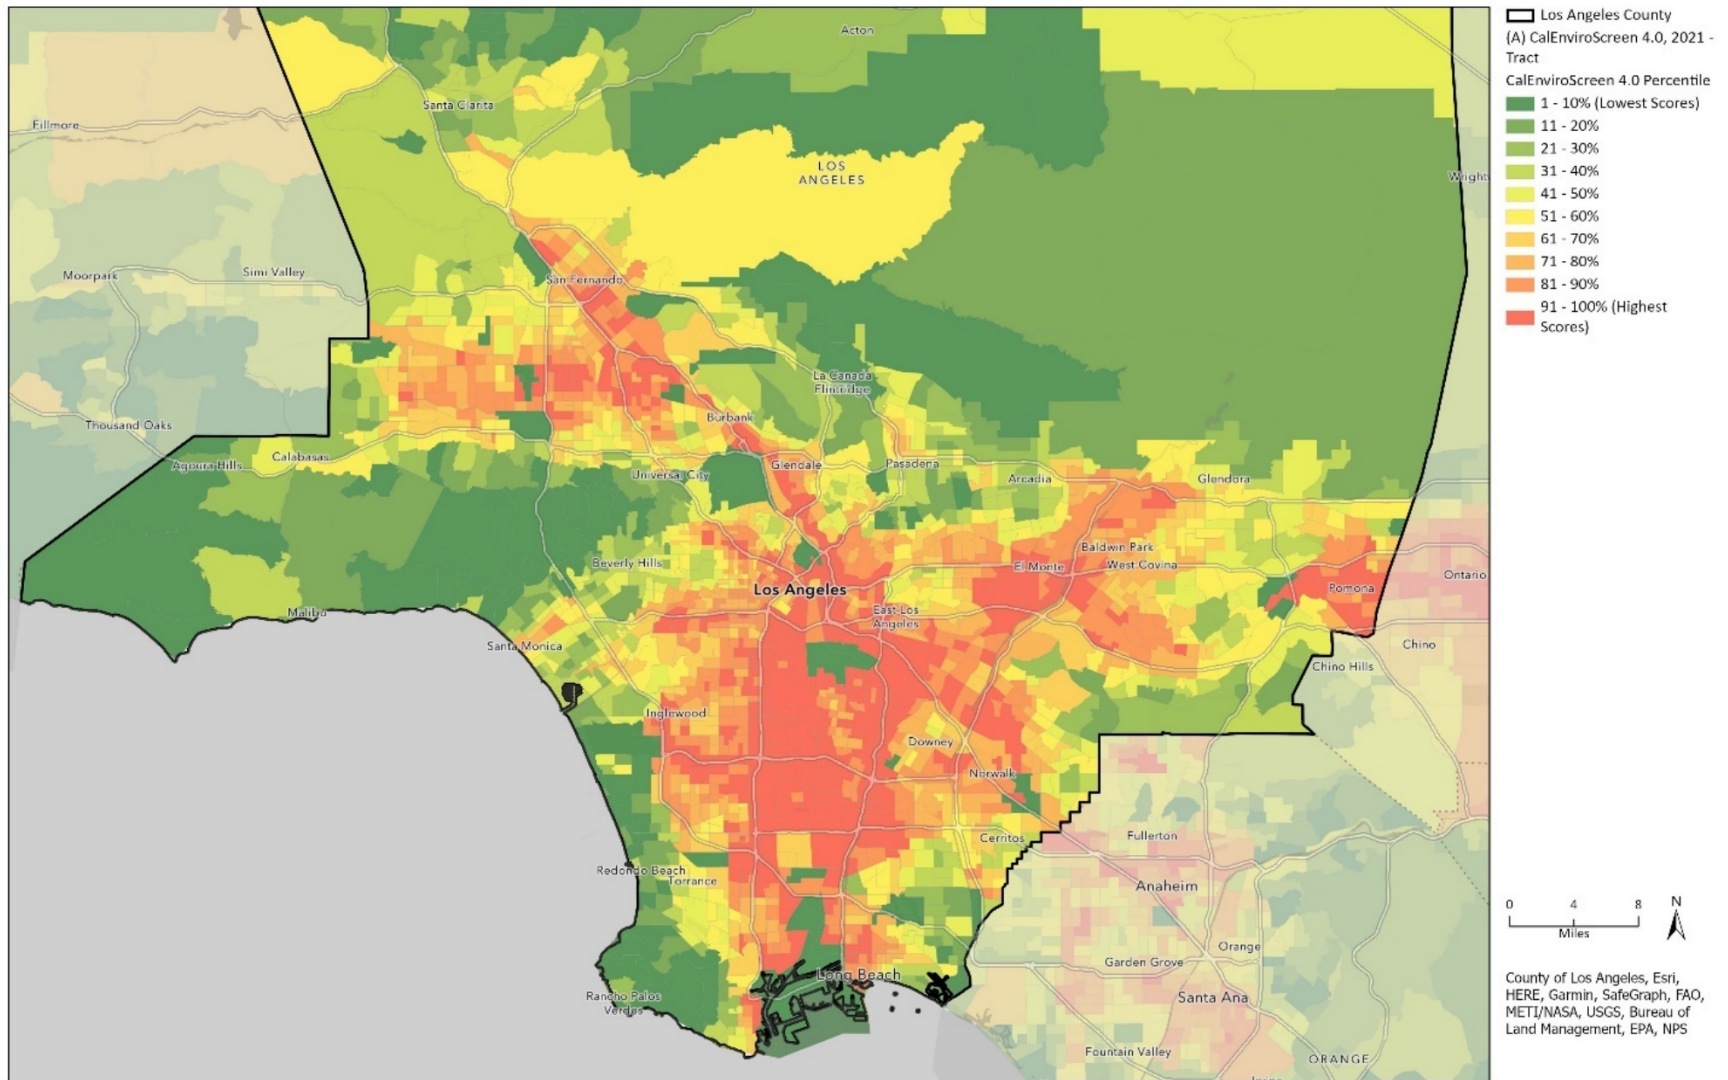 Los Angeles County
(A) CalEnviroScreen 4.0, 2021 -
Tract
CalEnviroScreen 4.0 Percentile
1 - 10% (Lowest Scores)
11 - 20%
21 - 30%
31 - 40%
41 - 50%
51 - 60%
61 - 70%
71 - 80%
81 - 90%
91 - 100% (Highest
Scores)
Acton
Santa Clarita
Fillmore
LOS
ANGELES
Moorpark
Simi Valley
San Fernando
La Cañada
Flintridge
Thousand Oaks
Burbank
Agoura Hills
Calabasas
Universal City
Glendale
Pasadena
Arcadia
Glendora
Baldwin Park
Beverly Hills
El Monte
West Covina
Ontario
Los Angeles
Pomona
Malibu
East Los
Angeles
Santa Monica
Chino
Chino Hills
Inglewood
Downey
Norwalk
Cerritos
Fullerton
Redondo Beach
Torrance
Anaheim
Orange
Garden Grove
Long Beach
Rancho Palos
Verdes
Santa Ana
Fountain Valley
ORANGE
0 4 8
Miles
N
County of Los Angeles, Esri,
HERE, Garmin, SafeGraph, FAO,
METI/NASA, USGS, Bureau of
Land Management, EPA, NPS